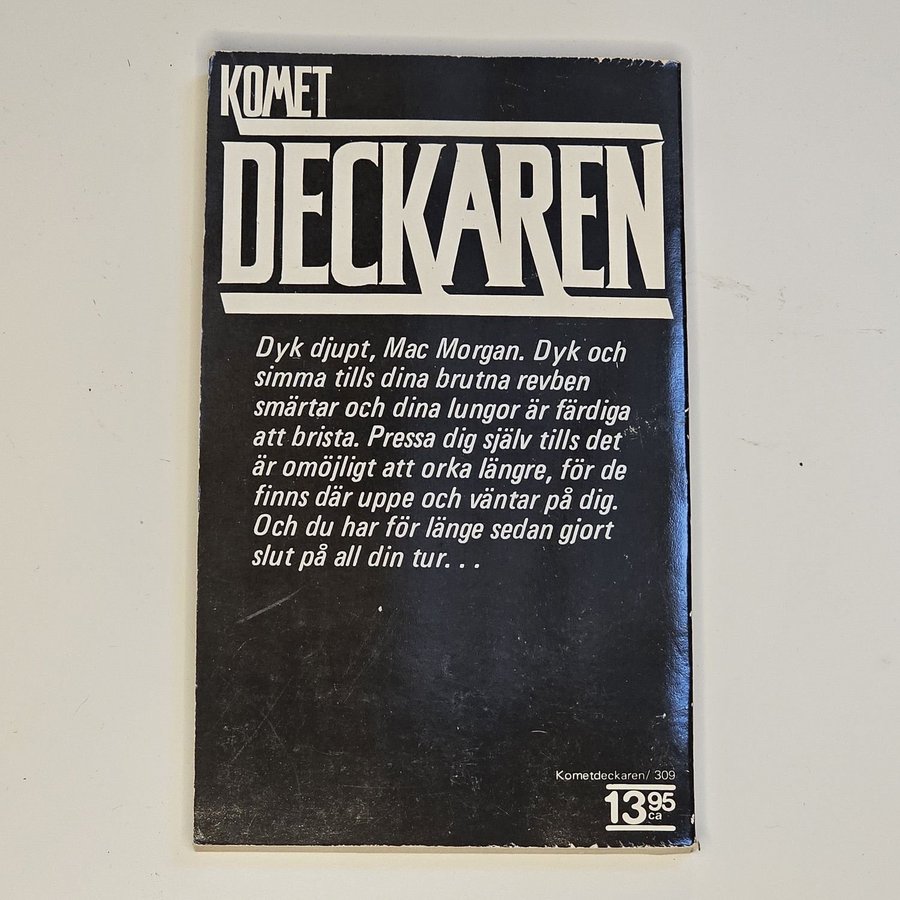 KOMET
DECKAREN
Dyk djupt, Mac Morgan. Dyk och
simma tills dina brutna revben
smärtar och dina lungor är färdiga
att brista. Pressa dig själv tills det
är omöjligt att orka längre, för de
finns där uppe och väntar på dig.
Och du har för länge sedan gjort
slut på all din tur. . .
Kometdeckaren/ 309
13 95
ca